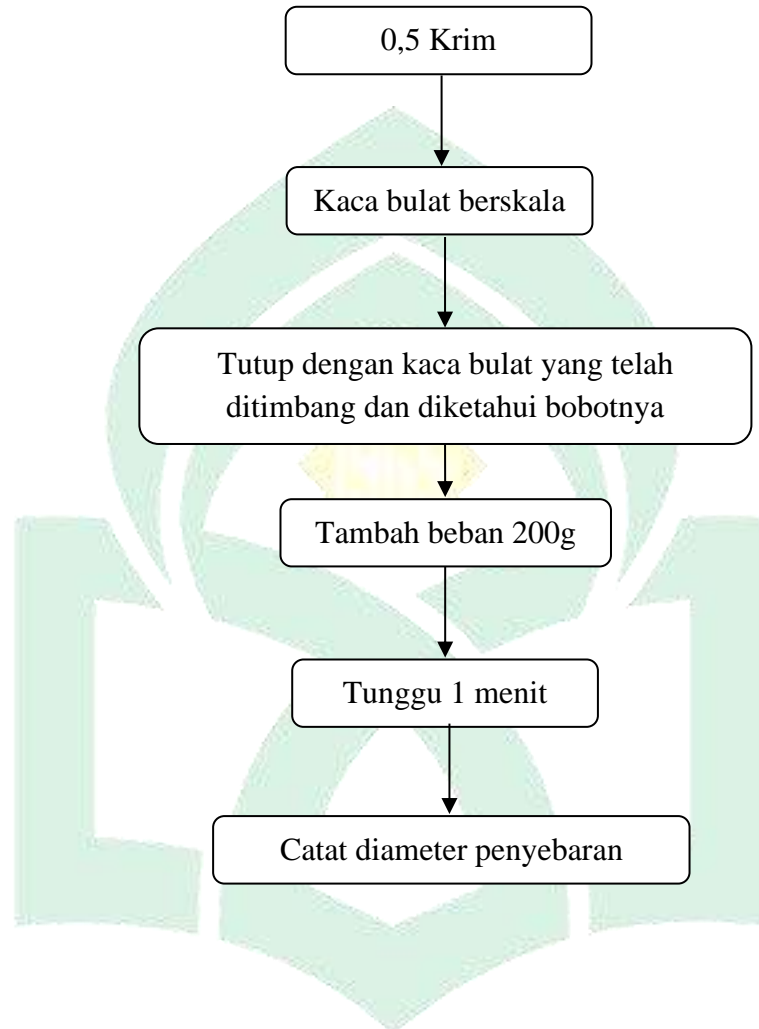 0,5 Krim
Kaca bulat berskala
Tutup dengan kaca bulat yang telah
ditimbang dan diketahui bobotnya
Tambah beban 200g
Tunggu 1 menit
Catat diameter penyebaran